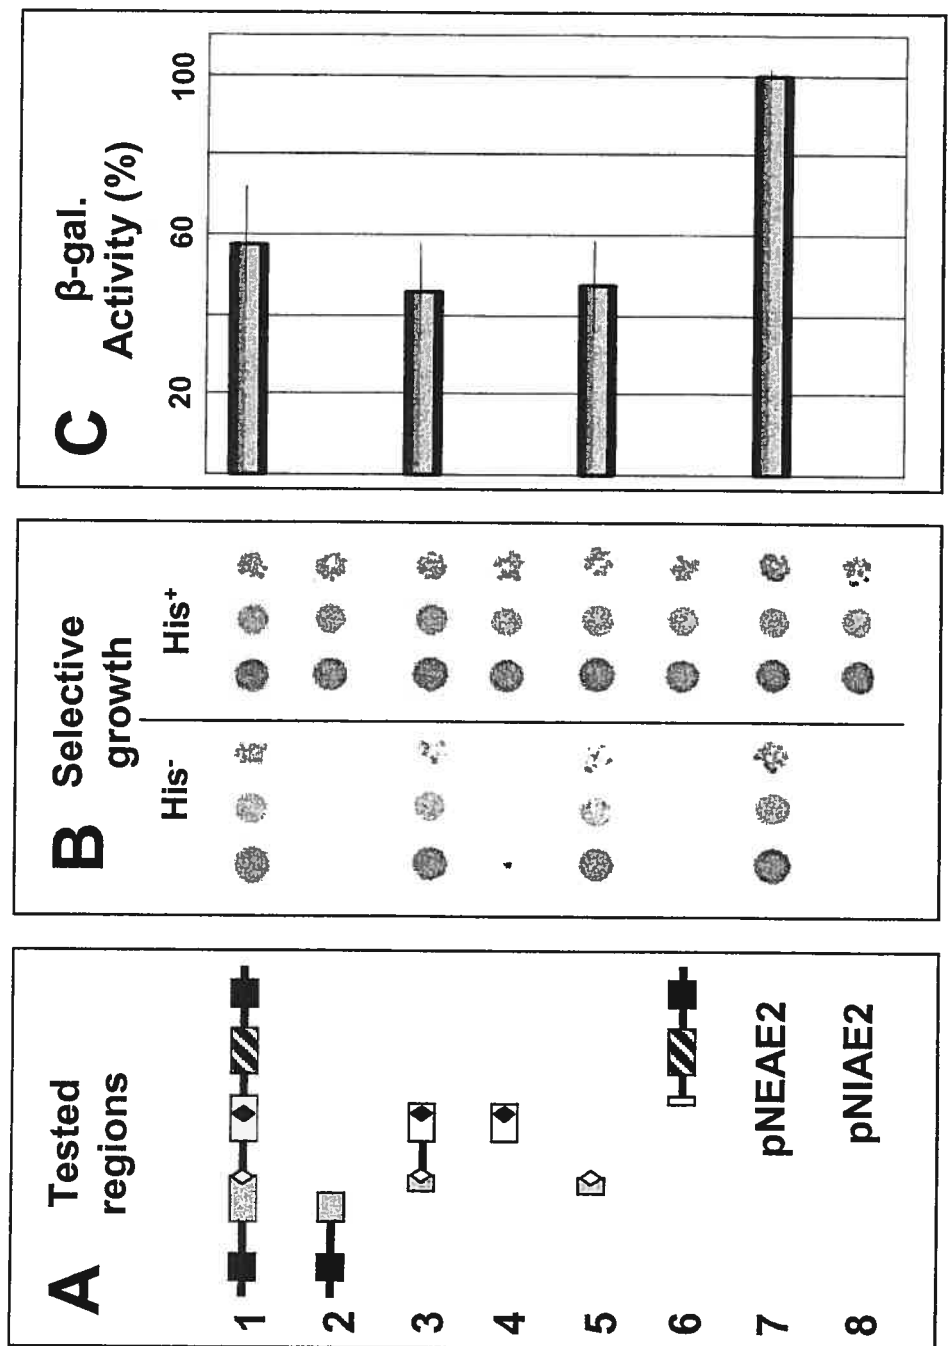 A
Tested
regions
1
2
3
4
5
6
7
pNEAE2
8
pNIAE2
B
Selective
growth
His⁻
His⁺
C
β-gal.
Activity (%)
20
60
100